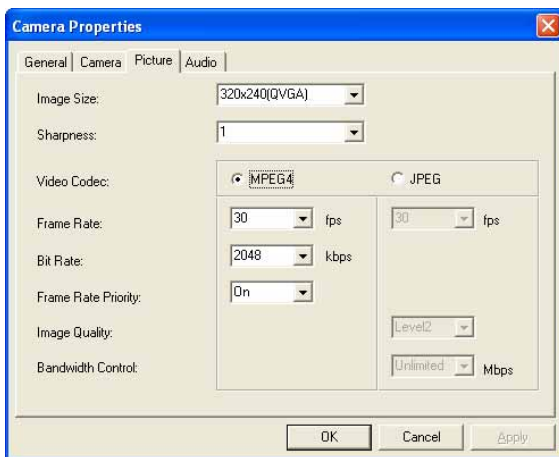 Camera Properties
General Camera Picture Audio
Image Size: 320x240(QVGA)
Sharpness: 1
Video Codec: MPEG4 JPEG
Frame Rate: 30 fps 30 fps
Bit Rate: 2048 kbps
Frame Rate Priority: On
Image Quality: Level2
Bandwidth Control: Unlimited Mbps
OK Cancel Apply